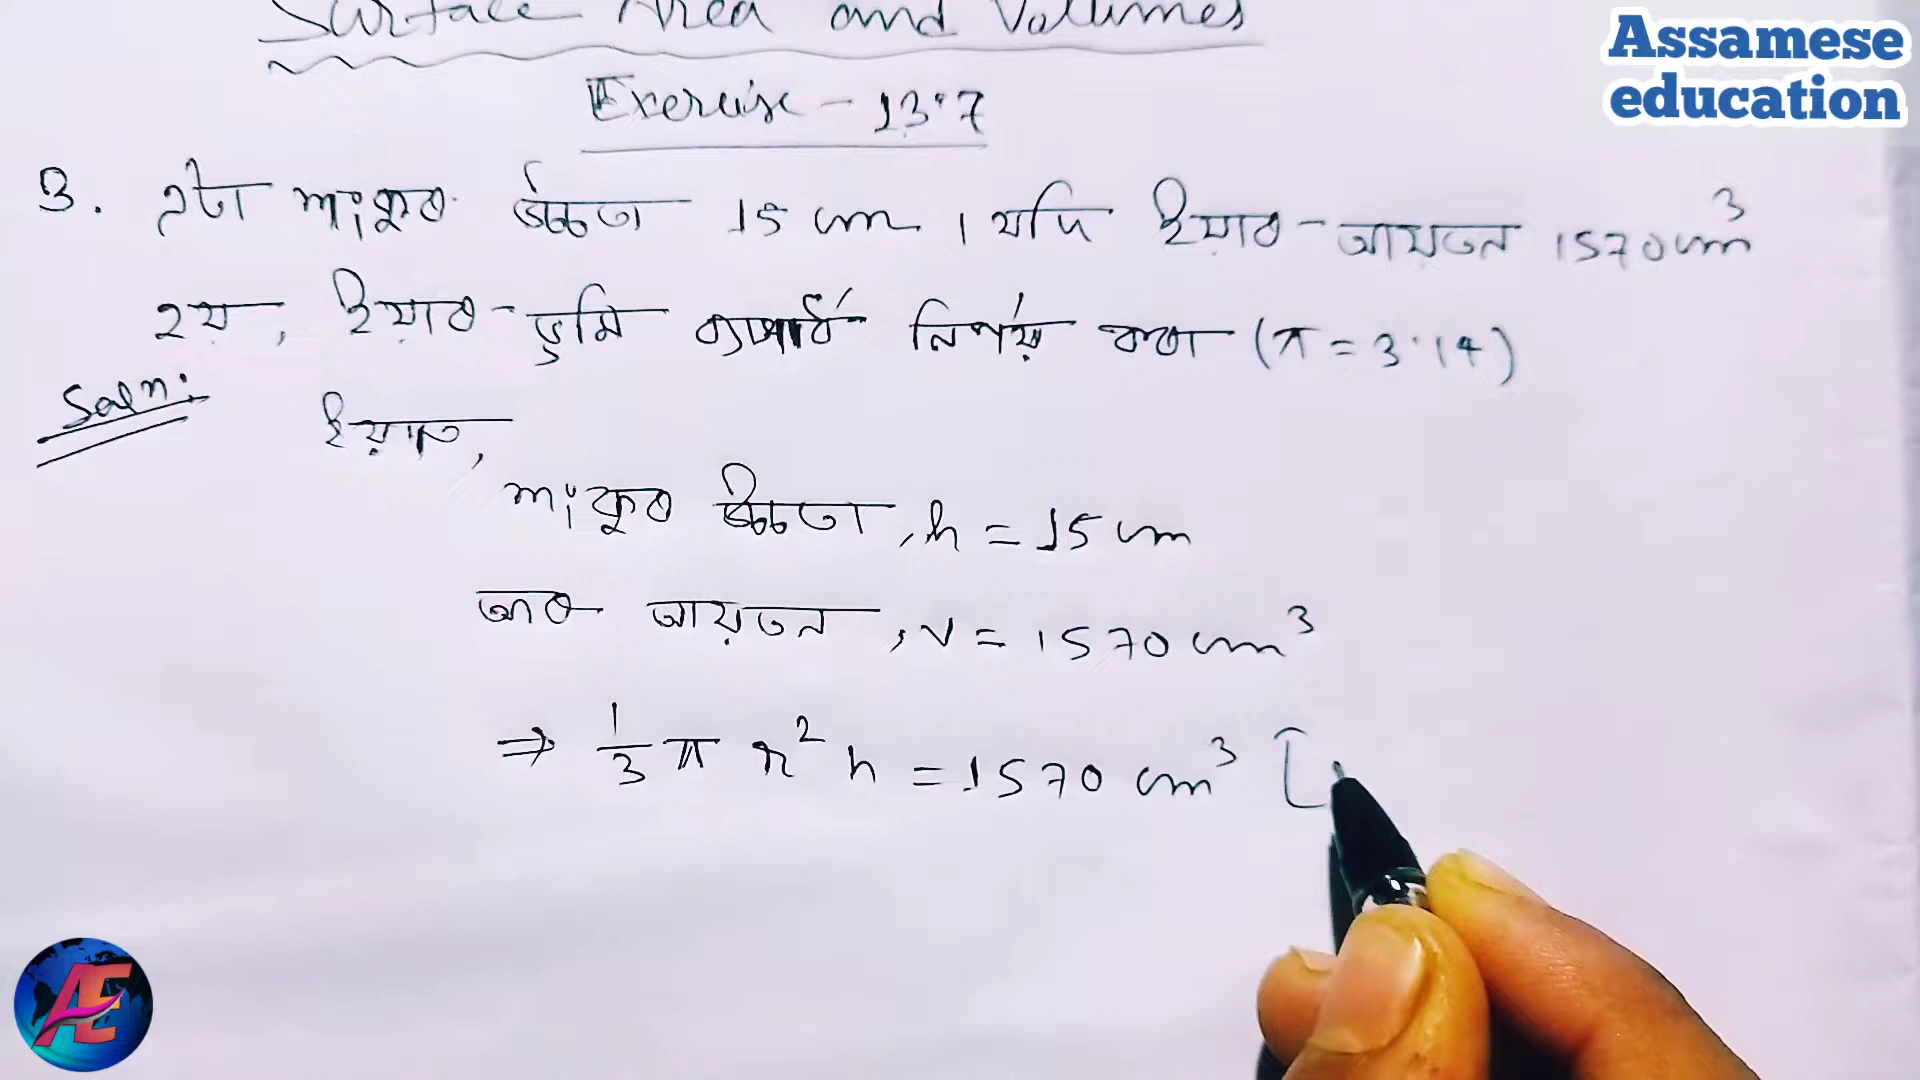 Surface Area and Volumes
Assamese
education
Exercise - 13.7
3. এটা শংকুৰ উচ্চতা 15 cm । যদি ইয়াৰ আয়তন 1570 cm³
হয়, ইয়াৰ ভুমি ব্যাসাৰ্ধ নিৰ্ণয় কৰা (π = 3.14)
Soln:
ইয়াত,
শংকুৰ উচ্চতা, h = 15 cm
আৰু আয়তন, v = 1570 cm³
⇒ 1/3 π r² h = 1570 cm³ [
AE